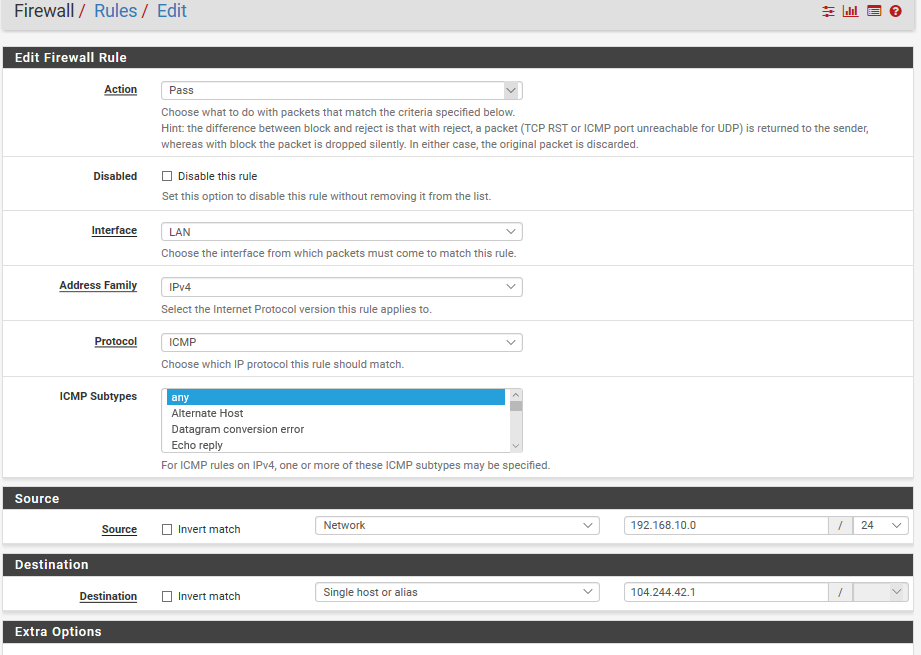 Firewall / Rules / Edit
Edit Firewall Rule
Action
Pass
Choose what to do with packets that match the criteria specified below.
Hint: the difference between block and reject is that with reject, a packet (TCP RST or ICMP port unreachable for UDP) is returned to the sender,
whereas with block the packet is dropped silently. In either case, the original packet is discarded.
Disabled
Disable this rule
Set this option to disable this rule without removing it from the list.
Interface
LAN
Choose the interface from which packets must come to match this rule.
Address Family
IPv4
Select the Internet Protocol version this rule applies to.
Protocol
ICMP
Choose which IP protocol this rule should match.
ICMP Subtypes
any
Alternate Host
Datagram conversion error
Echo reply
For ICMP rules on IPv4, one or more of these ICMP subtypes may be specified.
Source
Source
Invert match
Network
192.168.10.0
/
24
Destination
Destination
Invert match
Single host or alias
104.244.42.1
/
Extra Options